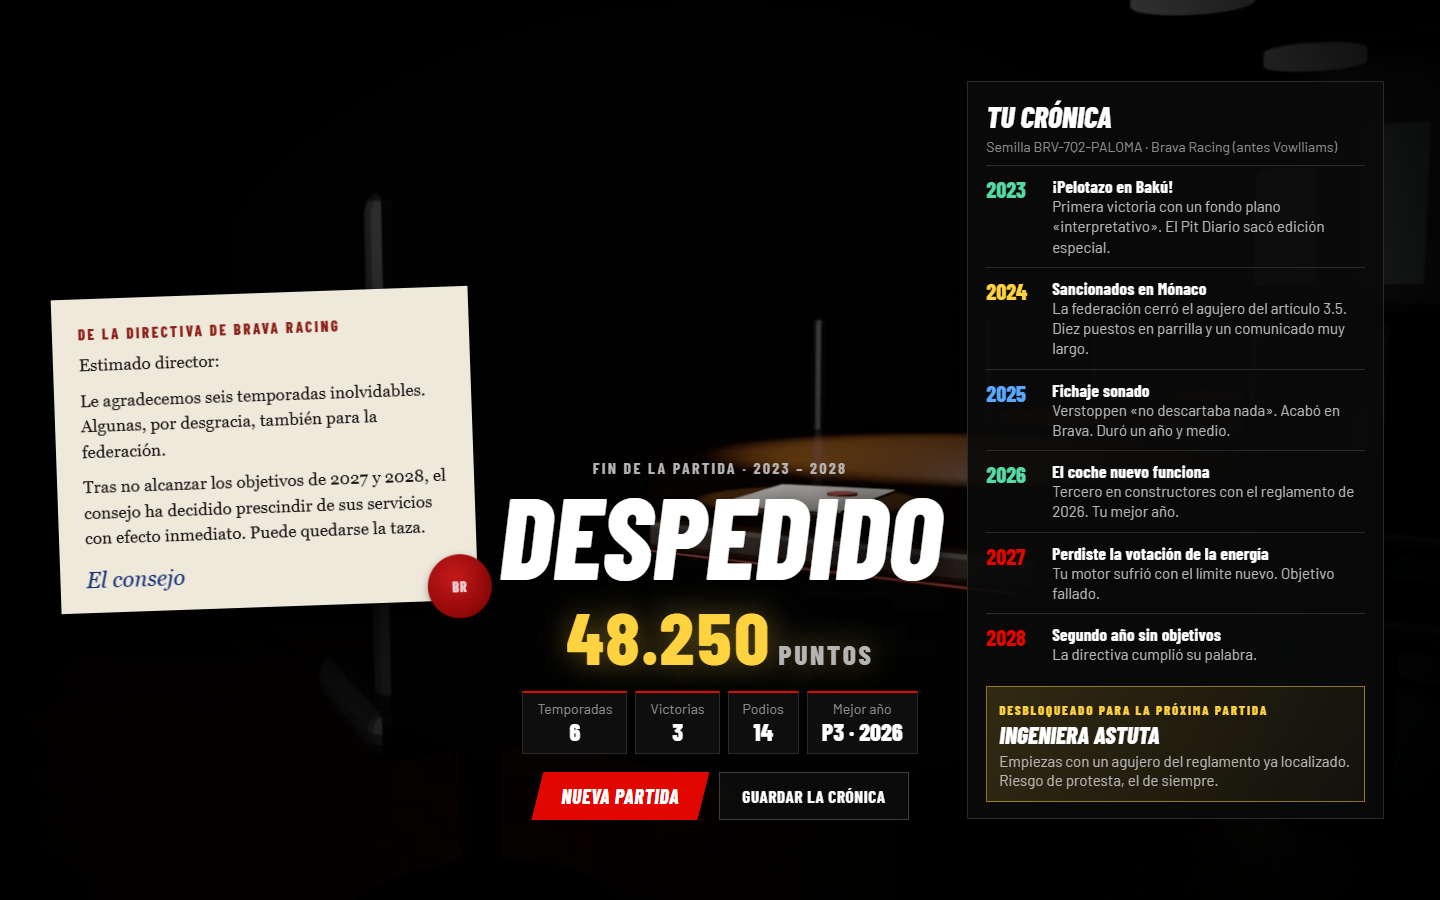 DE LA DIRECTIVA DE BRAVA RACING
Estimado director:
Le agradecemos seis temporadas inolvidables.
Algunas, por desgracia, también para la
federación.
Tras no alcanzar los objetivos de 2027 y 2028, el
consejo ha decidido prescindir de sus servicios
con efecto inmediato. Puede quedarse la taza.
El consejo
BR
FIN DE LA PARTIDA · 2023 – 2028
DESPEDIDO
48.250 PUNTOS
Temporadas
6
Victorias
3
Podios
14
Mejor año
P3 · 2026
NUEVA PARTIDA
GUARDAR LA CRÓNICA
TU CRÓNICA
Semilla BRV-7Q2-PALOMA · Brava Racing (antes Vowlliams)
2023
¡Pelotazo en Bakú!
Primera victoria con un fondo plano
«interpretativo». El Pit Diario sacó edición
especial.
2024
Sancionados en Mónaco
La federación cerró el agujero del artículo 3.5.
Diez puestos en parrilla y un comunicado muy
largo.
2025
Fichaje sonado
Verstoppen «no descartaba nada». Acabó en
Brava. Duró un año y medio.
2026
El coche nuevo funciona
Tercero en constructores con el reglamento de
2026. Tu mejor año.
2027
Perdiste la votación de la energía
Tu motor sufrió con el límite nuevo. Objetivo
fallado.
2028
Segundo año sin objetivos
La directiva cumplió su palabra.
DESBLOQUEADO PARA LA PRÓXIMA PARTIDA
INGENIERA ASTUTA
Empiezas con un agujero del reglamento ya localizado.
Riesgo de protesta, el de siempre.